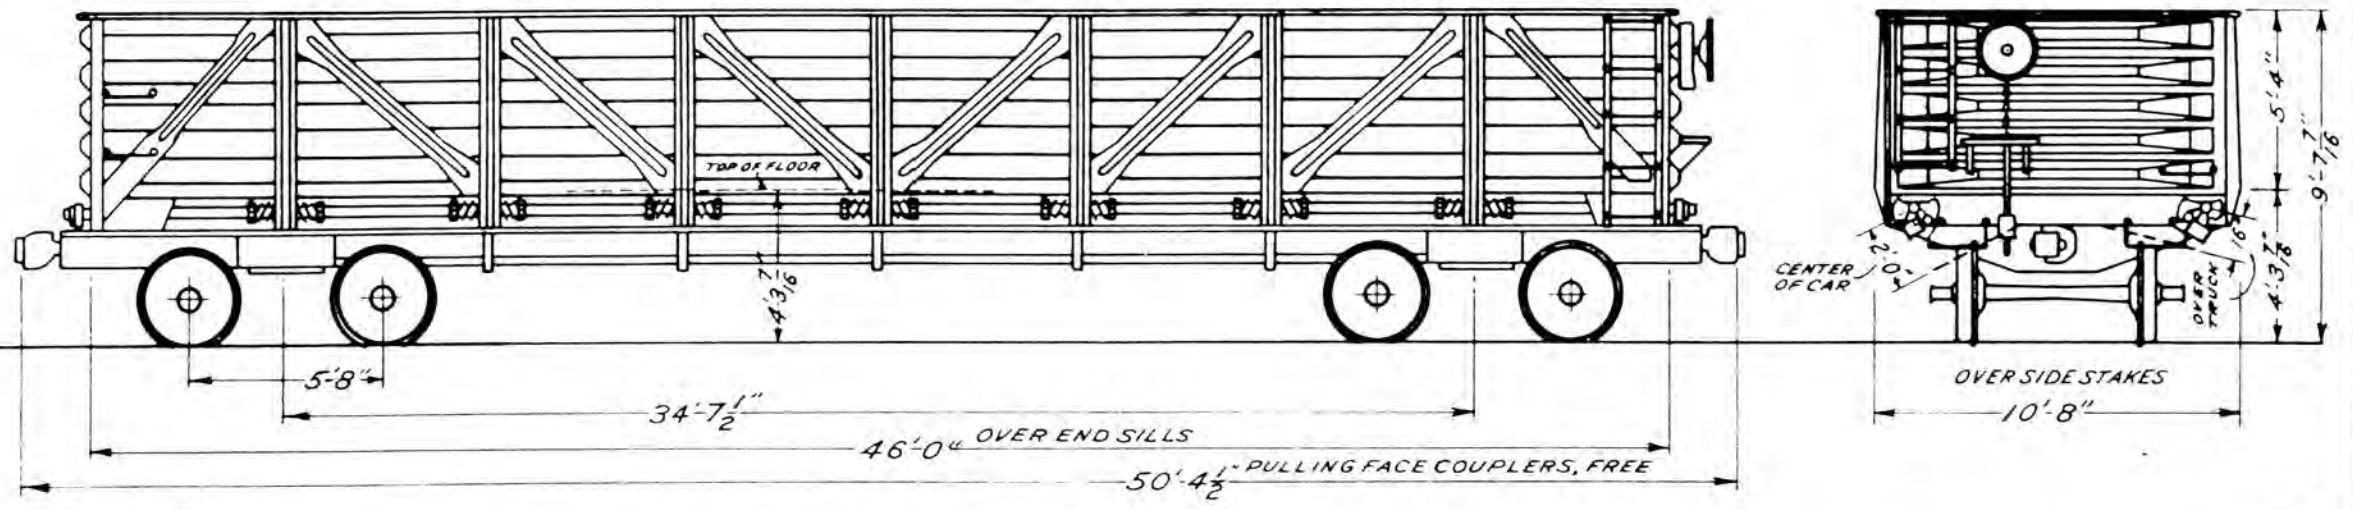 TOP OF FLOOR
4'-3 7/16"
5'-8"
34'-7 1/2"
46'-0" OVER END SILLS
50'-4 1/2" PULLING FACE COUPLERS, FREE
5'-4"
9'-7 7/16"
4'-3 7/16"
2'-0"
CENTER
OF CAR
16"
OVER
TRUCK
OVER SIDE STAKES
10'-8"